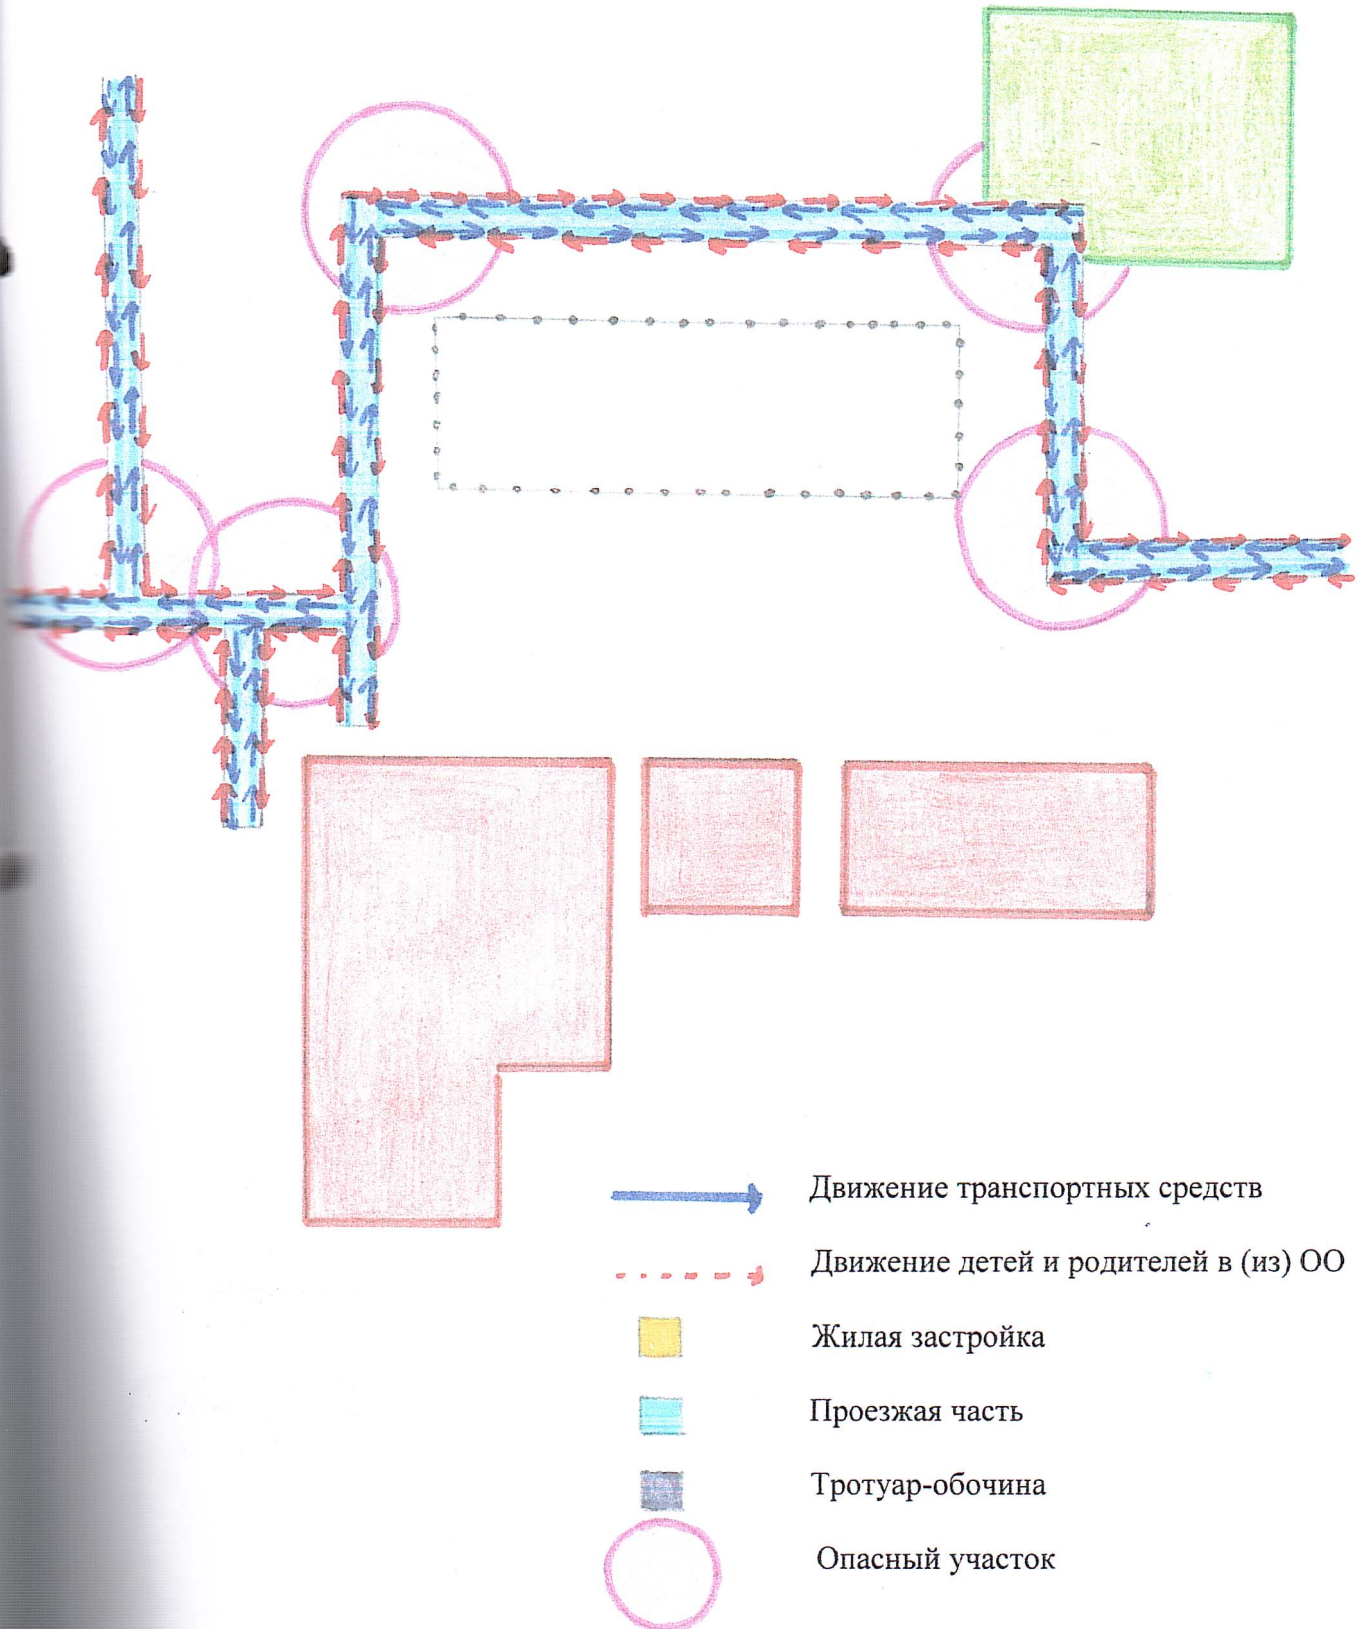 Движение транспортных средств
Движение детей и родителей в (из) ОО
Жилая застройка
Проезжая часть
Тротуар-обочина
Опасный участок